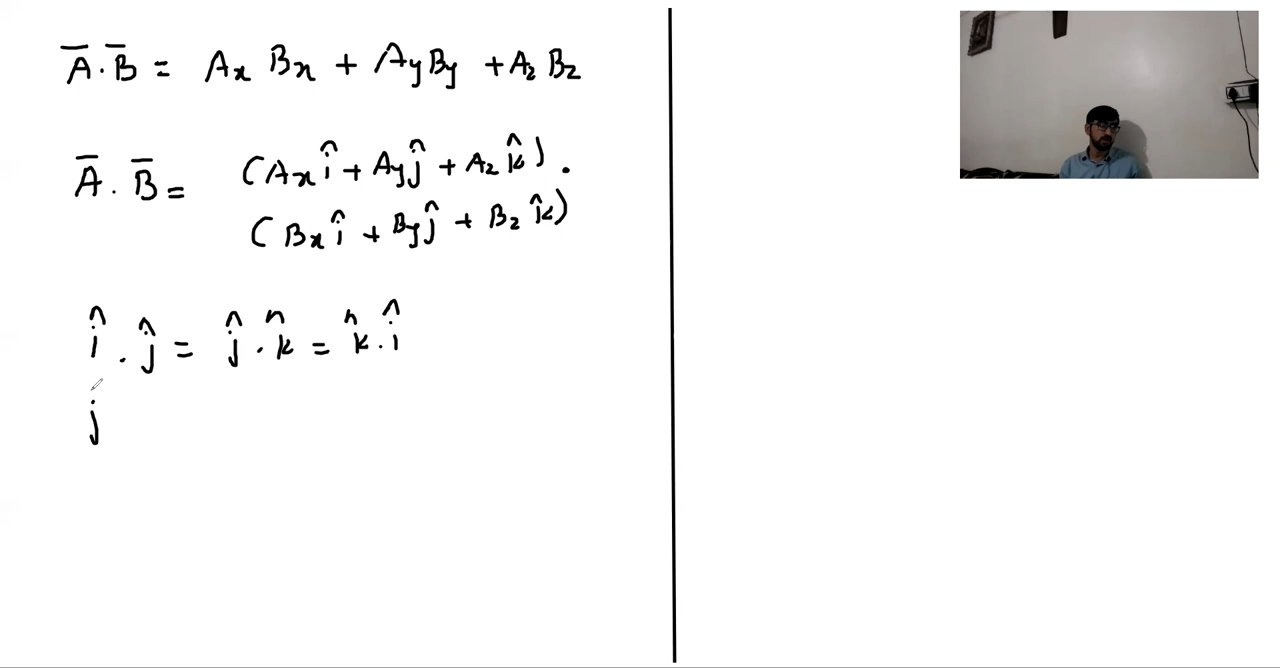 A̅ . B̅ = Ax Bx + Ay By + Az Bz
A̅ . B̅ = (Ax î + Ay ĵ + Az k̂) .
(Bx î + By ĵ + Bz k̂)
î . ĵ = ĵ . k̂ = k̂ . î
j